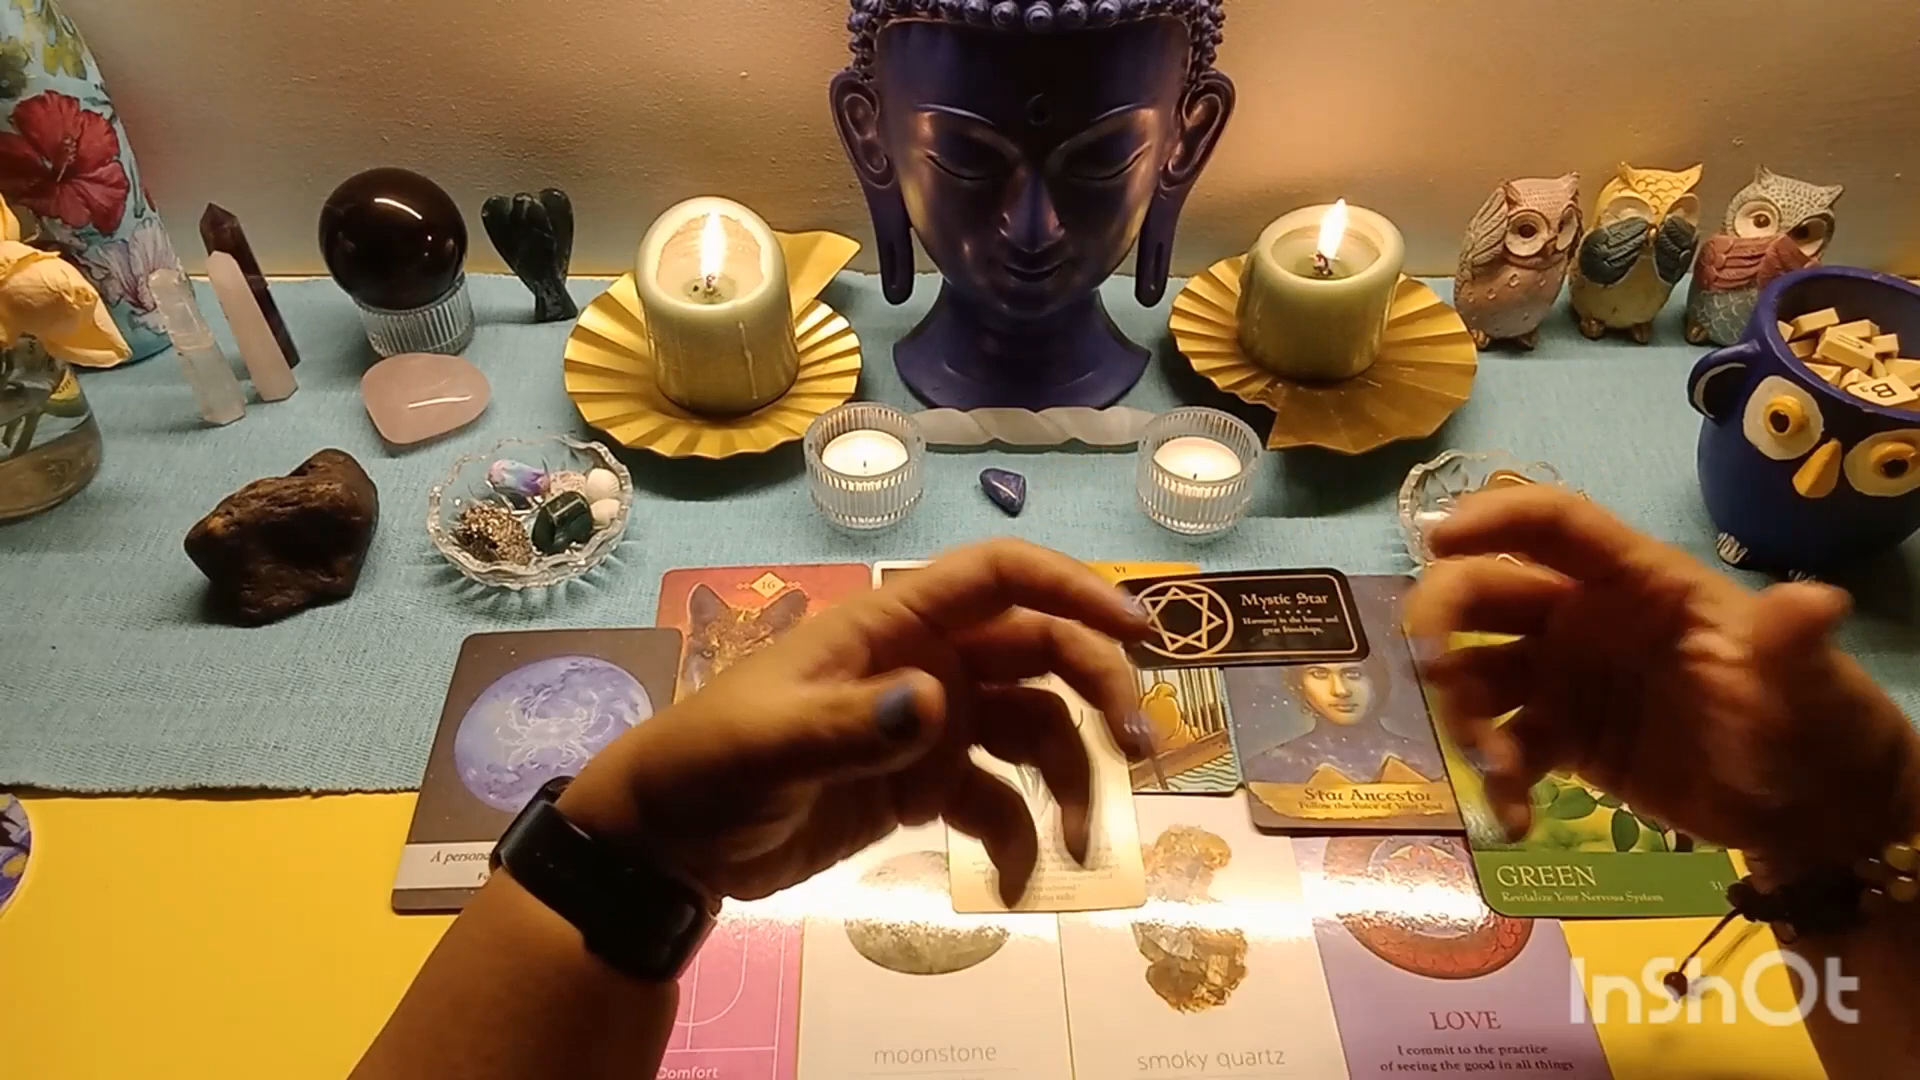 VI
16
Mystic Star
Harmony in the home and
great friendships.
B
Star Ancestor
Follow the Voice of Your Soul
A persona
GREEN
31
Revitalize Your Nervous System
InShOt
LOVE
I commit to the practice
of seeing the good in all things
moonstone
smoky quartz
Comfort